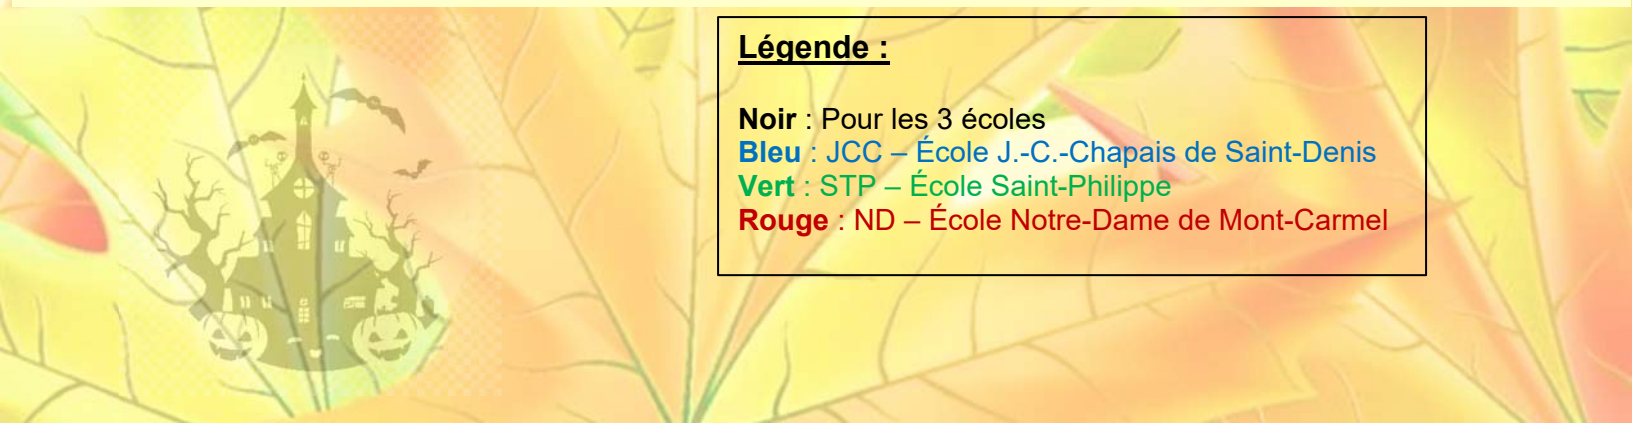 Légende :
Noir : Pour les 3 écoles
Bleu : JCC – École J.-C.-Chapais de Saint-Denis
Vert : STP – École Saint-Philippe
Rouge : ND – École Notre-Dame de Mont-Carmel